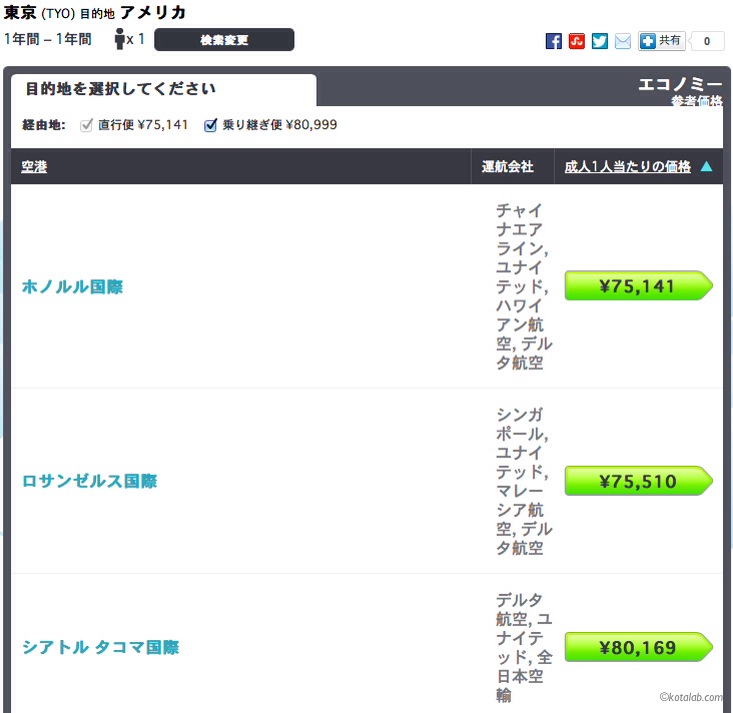 東京 (TYO) 目的地 アメリカ
1年間 – 1年間 x 1 検索変更
共有 0
目的地を選択してください
エコノミー
参考価格
経由地: 直行便 ¥75,141 乗り継ぎ便 ¥80,999
空港 運航会社 成人1人当たりの価格
ホノルル国際
チャイ
ナエア
ライン,
ユナイ
テッド,
ハワイ
アン航
空, デル
タ航空
¥75,141
ロサンゼルス国際
シンガ
ポール,
ユナイ
テッド,
マレー
シア航
空, デル
タ航空
¥75,510
シアトル タコマ国際
デルタ
航空, ユ
ナイテ
ッド, 全
日本空
輸
¥80,169
©kotalab.com